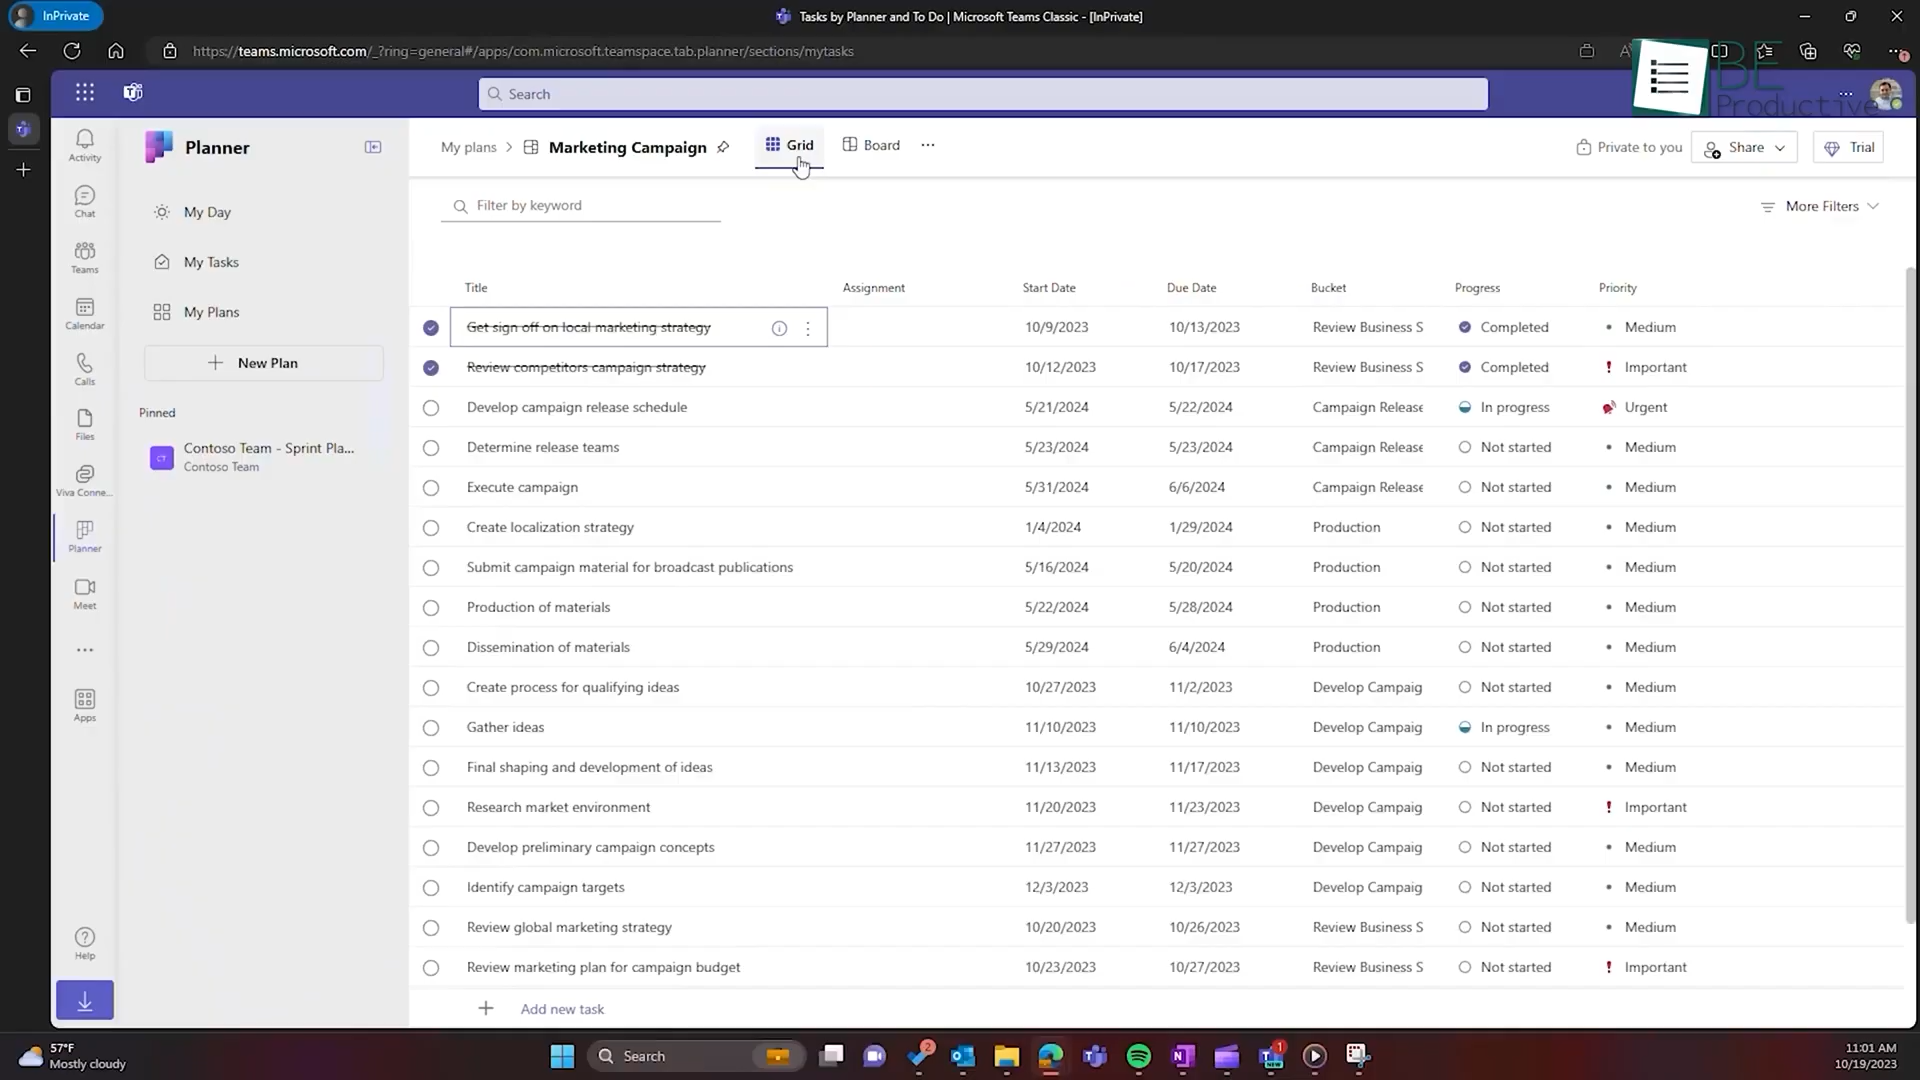 InPrivate
Tasks by Planner and To Do | Microsoft Teams Classic - [InPrivate]
https://teams.microsoft.com/_?ring=general#/apps/com.microsoft.teamspace.tab.planner/sections/mytasks
BE
Productive
Search
Activity
Chat
Teams
Calendar
Calls
Files
Viva Conne...
Planner
Meet
Apps
Help
Planner
My Day
My Tasks
My Plans
New Plan
Pinned
CT
Contoso Team - Sprint Pla...
Contoso Team
My plans > Marketing Campaign Grid Board
Private to you Share Trial
Filter by keyword More Filters
Title Assignment Start Date Due Date Bucket Progress Priority
Get sign off on local marketing strategy 10/9/2023 10/13/2023 Review Business S Completed Medium
Review competitors campaign strategy 10/12/2023 10/17/2023 Review Business S Completed Important
Develop campaign release schedule 5/21/2024 5/22/2024 Campaign Release In progress Urgent
Determine release teams 5/23/2024 5/23/2024 Campaign Release Not started Medium
Execute campaign 5/31/2024 6/6/2024 Campaign Release Not started Medium
Create localization strategy 1/4/2024 1/29/2024 Production Not started Medium
Submit campaign material for broadcast publications 5/16/2024 5/20/2024 Production Not started Medium
Production of materials 5/22/2024 5/28/2024 Production Not started Medium
Dissemination of materials 5/29/2024 6/4/2024 Production Not started Medium
Create process for qualifying ideas 10/27/2023 11/2/2023 Develop Campaig Not started Medium
Gather ideas 11/10/2023 11/10/2023 Develop Campaig In progress Medium
Final shaping and development of ideas 11/13/2023 11/17/2023 Develop Campaig Not started Medium
Research market environment 11/20/2023 11/23/2023 Develop Campaig Not started Important
Develop preliminary campaign concepts 11/27/2023 11/27/2023 Develop Campaig Not started Medium
Identify campaign targets 12/3/2023 12/3/2023 Develop Campaig Not started Medium
Review global marketing strategy 10/20/2023 10/26/2023 Review Business S Not started Medium
Review marketing plan for campaign budget 10/23/2023 10/27/2023 Review Business S Not started Important
Add new task
57°F
Mostly cloudy
Search
2
1
NEW
11:01 AM
10/19/2023